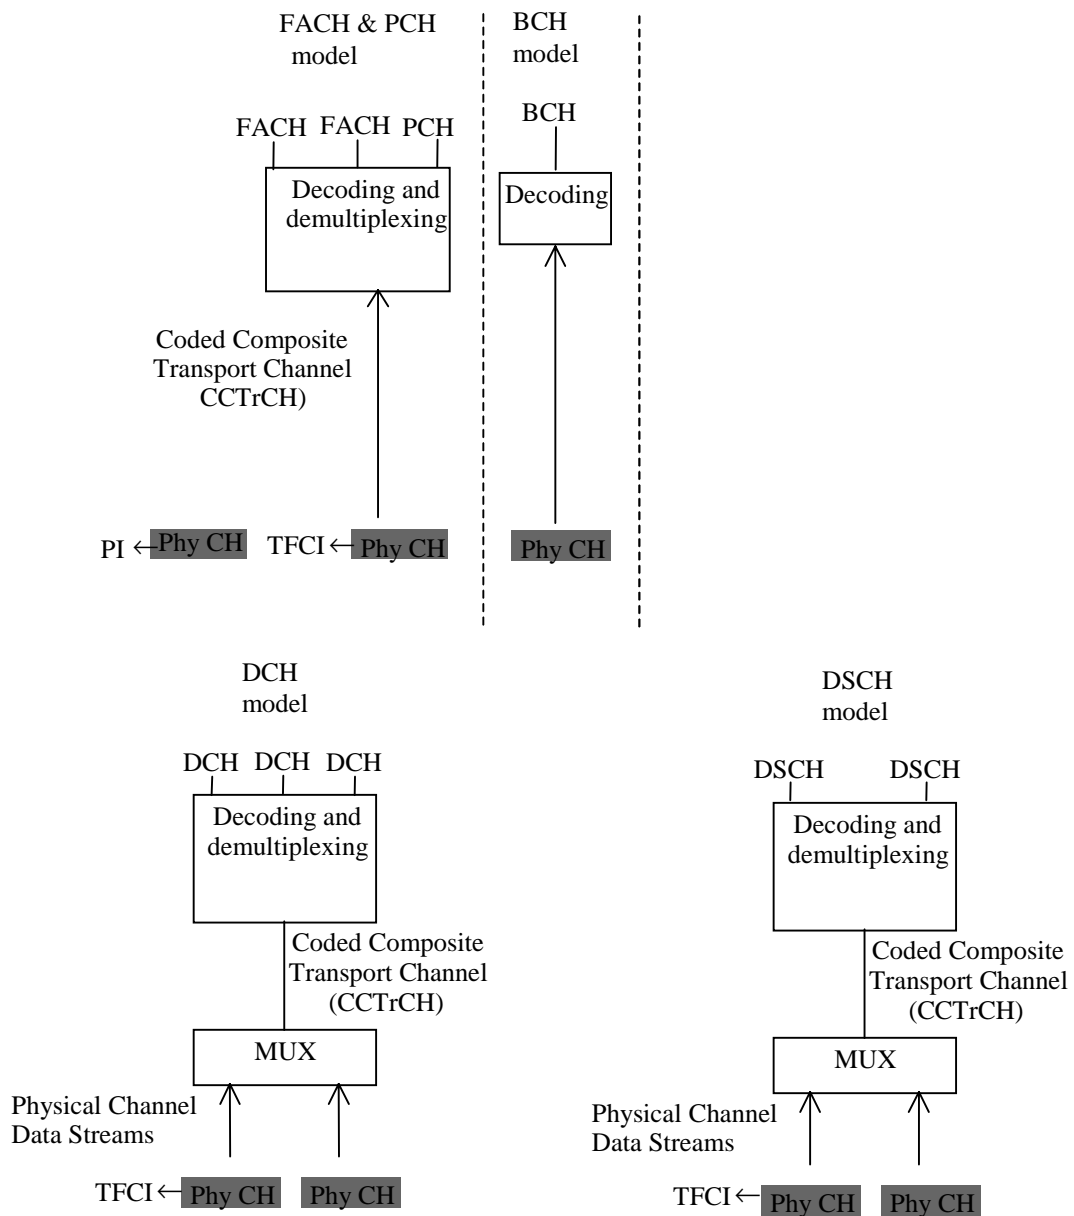 FACH & PCH
model
BCH
model
FACH FACH PCH
BCH
Decoding and
demultiplexing
Decoding
Coded Composite
Transport Channel
CCTrCH)
PI
Phy CH
TFCI
Phy CH
Phy CH
DCH
model
DSCH
model
DCH DCH DCH
DSCH DSCH
Decoding and
demultiplexing
Decoding and
demultiplexing
Coded Composite
Transport Channel
(CCTrCH)
Coded Composite
Transport Channel
(CCTrCH)
MUX
MUX
Physical Channel
Data Streams
Physical Channel
Data Streams
TFCI
Phy CH
Phy CH
TFCI
Phy CH
Phy CH